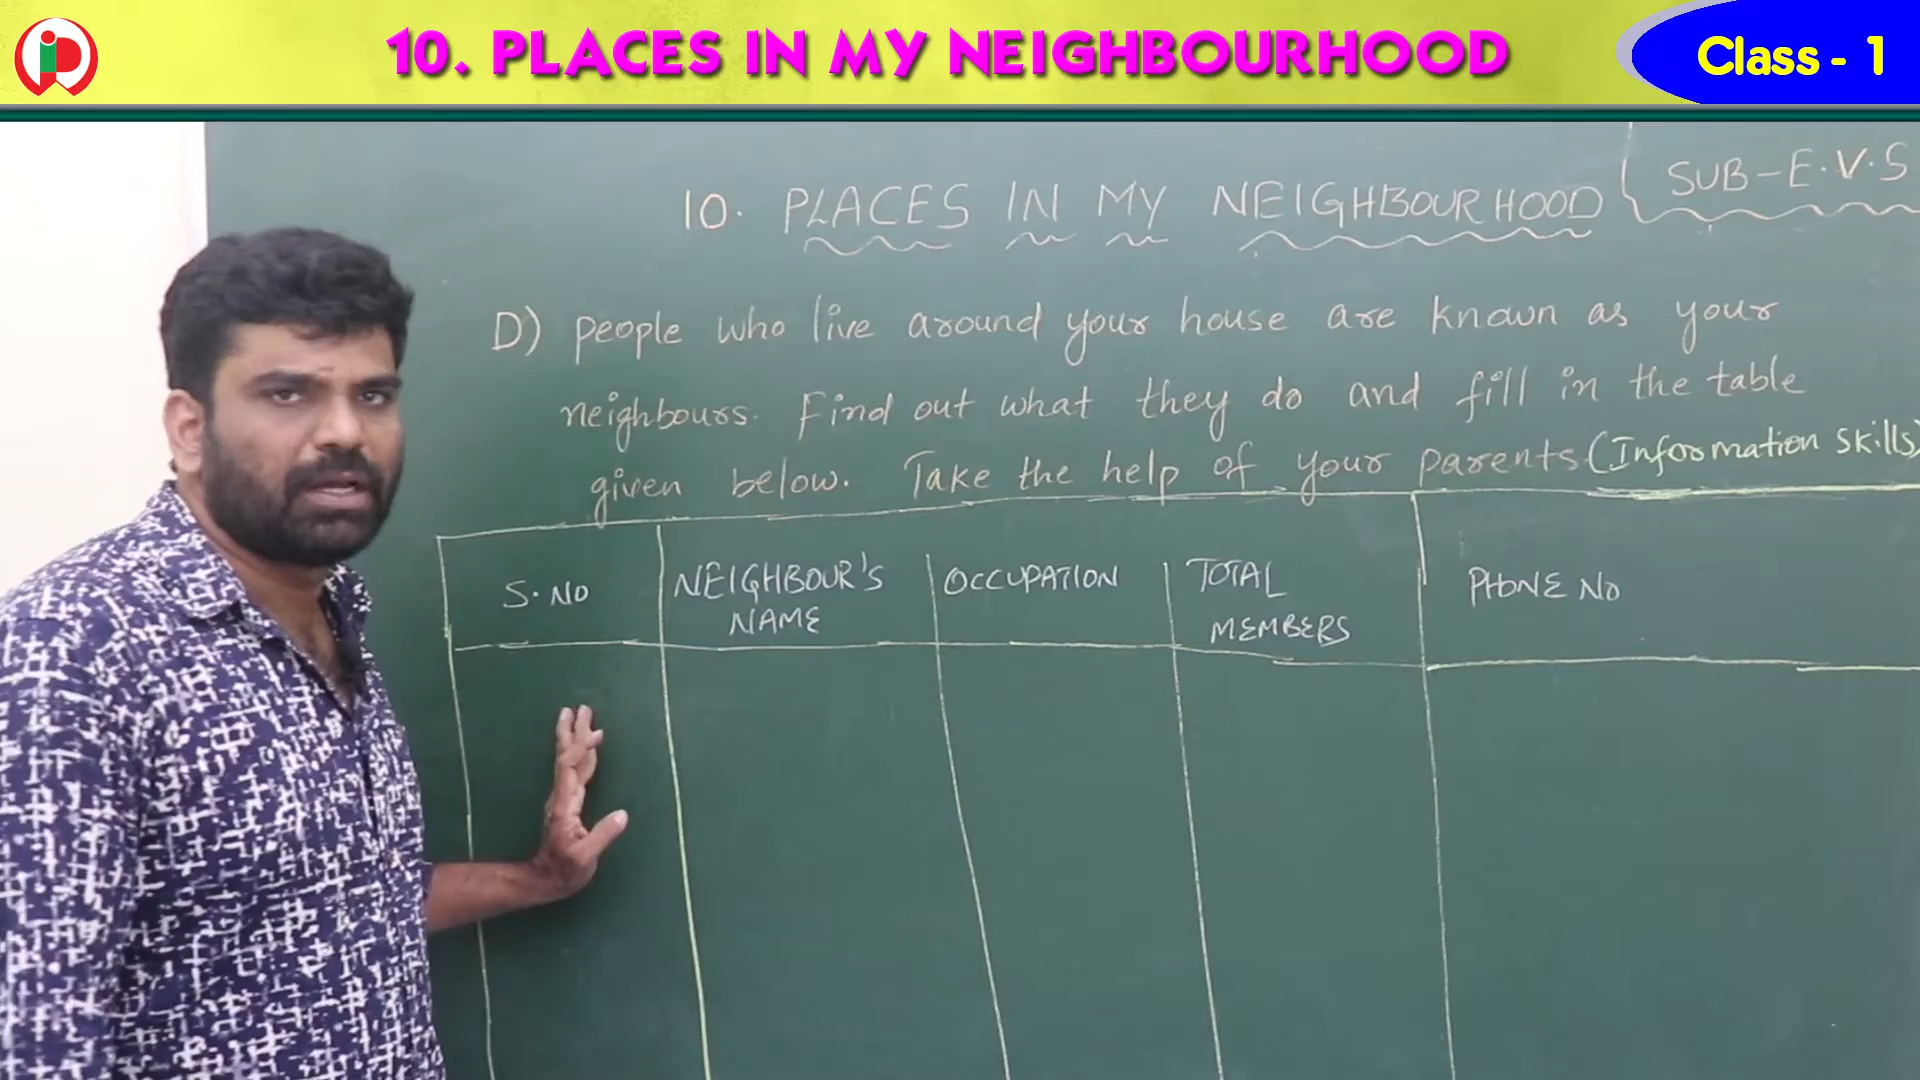 10. PLACES IN MY NEIGHBOURHOOD
Class - 1
SUB-E.V.S
10. PLACES IN MY NEIGHBOURHOOD
D) people who live around your house are known as your
neighbours. Find out what they do and fill in the table
given below. Take the help of your parents. (Information skills)
S.NO
NEIGHBOUR'S
NAME
OCCUPATION
TOTAL
MEMBERS
PHONE NO